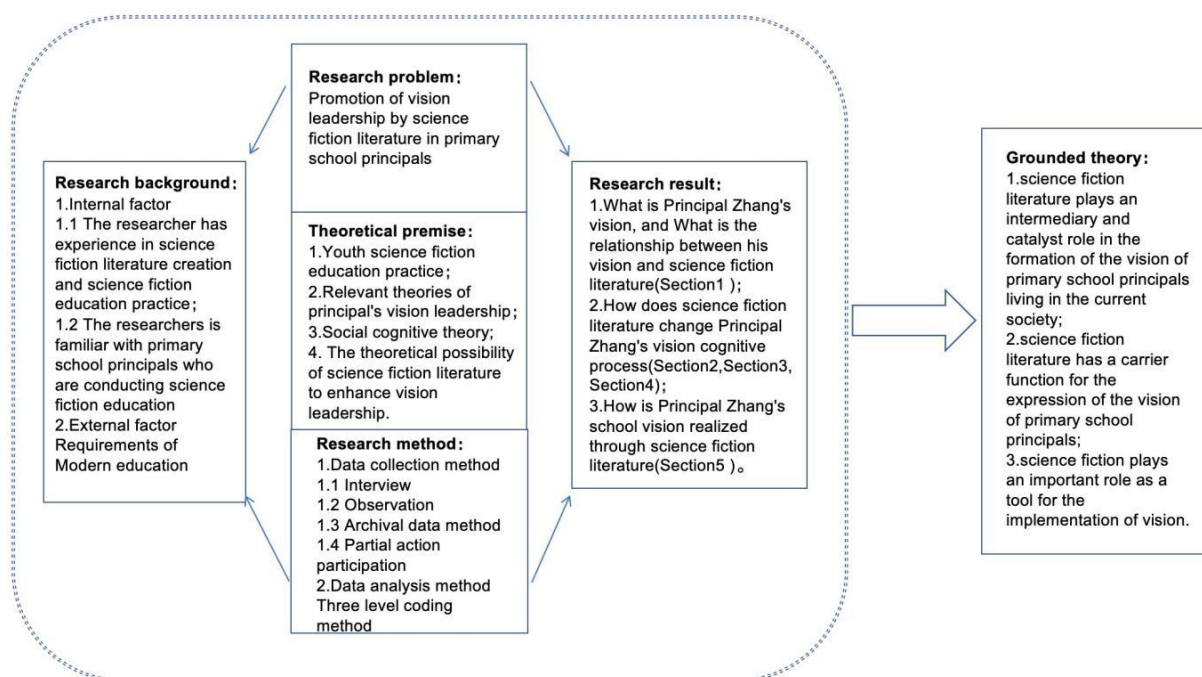 Research problem：
Promotion of vision
leadership by science
fiction literature in primary
school principals
Research background：
1.Internal factor
1.1 The researcher has
experience in science
fiction literature creation
and science fiction
education practice；
1.2 The researchers is
familiar with primary
school principals who
are conducting science
fiction education
2.External factor
Requirements of
Modern education
Theoretical premise：
1.Youth science fiction
education practice；
2.Relevant theories of
principal's vision leadership；
3.Social cognitive theory；
4. The theoretical possibility
of science fiction literature
to enhance vision
leadership.
Research method：
1.Data collection method
1.1 Interview
1.2 Observation
1.3 Archival data method
1.4 Partial action
participation
2.Data analysis method
Three level coding
method
Research result：
1.What is Principal Zhang's
vision, and What is the
relationship between his
vision and science fiction
literature(Section1 )；
2.How does science fiction
literature change Principal
Zhang's vision cognitive
process(Section2,Section3,
Section4)；
3.How is Principal Zhang's
school vision realized
through science fiction
literature(Section5 )。
Grounded theory：
1.science fiction
literature plays an
intermediary and
catalyst role in the
formation of the vision of
primary school principals
living in the current
society；
2.science fiction
literature has a carrier
function for the
expression of the vision
of primary school
principals；
3.science fiction plays
an important role as a
tool for the
implementation of vision.